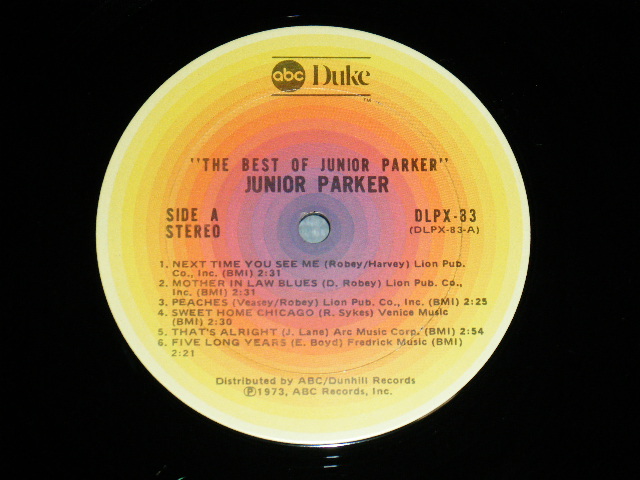 abc Duke
TM
"THE BEST OF JUNIOR PARKER"
JUNIOR PARKER
SIDE A DLPX-83
STEREO (DLPX-83-A)
1. NEXT TIME YOU SEE ME (Robey/Harvey) Lion Pub.
Co., Inc. (BMI) 2:31
2. MOTHER IN LAW BLUES (D. Robey) Lion Pub. Co.,
Inc. (BMI) 2:31
3. PEACHES (Veasey/Robey) Lion Pub. Co., Inc. (BMI) 2:25
4. SWEET HOME CHICAGO (R. Sykes) Venice Music
(BMI) 2:30
5. THAT'S ALRIGHT (J. Lane) Arc Music Corp. (BMI) 2:54
6. FIVE LONG YEARS (E. Boyd) Fredrick Music (BMI)
2:21
Distributed by ABC/Dunhill Records
℗1973, ABC Records, Inc.